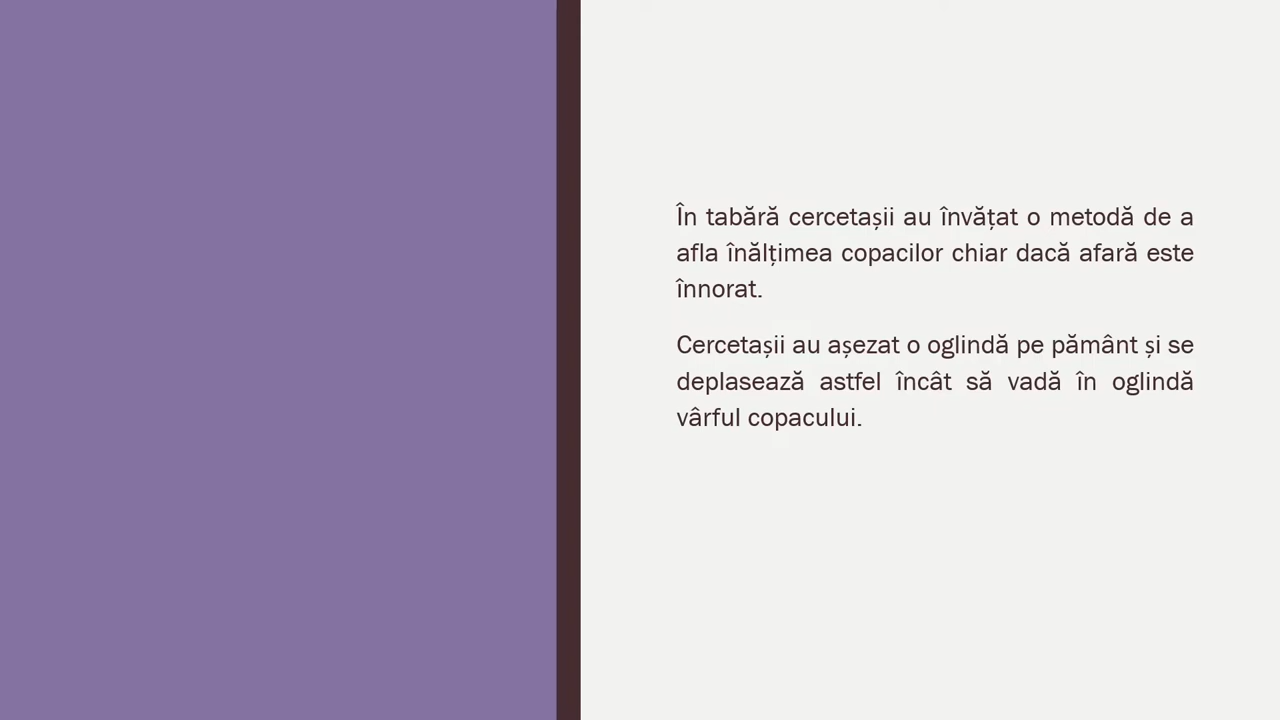 În tabără cercetașii au învățat o metodă de a
afla înălțimea copacilor chiar dacă afară este
înnorat.
Cercetașii au așezat o oglindă pe pământ și se
deplasează astfel încât să vadă în oglindă
vârful copacului.